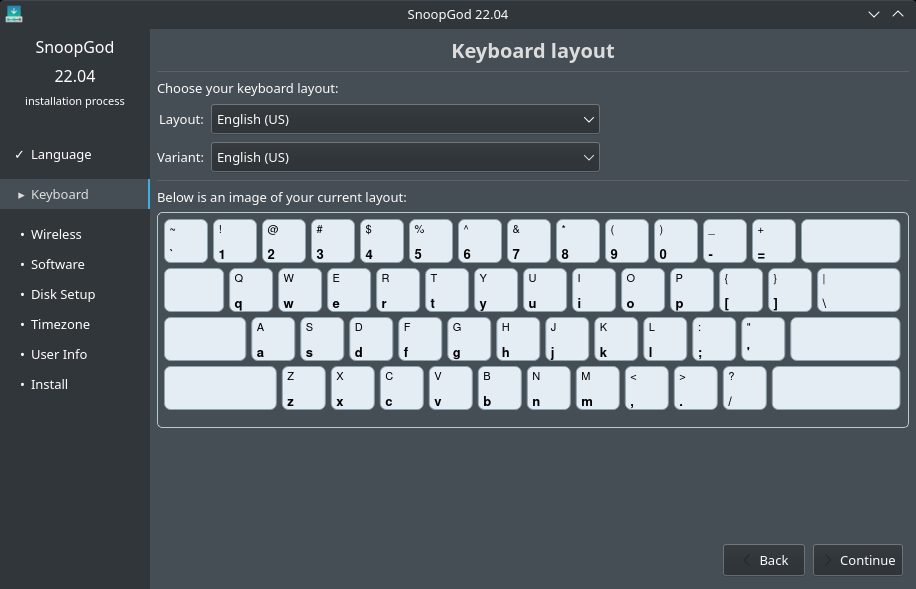 SnoopGod 22.04
SnoopGod
22.04
installation process
✓ Language
▸ Keyboard
• Wireless
• Software
• Disk Setup
• Timezone
• User Info
• Install
Keyboard layout
Choose your keyboard layout:
Layout: English (US)
Variant: English (US)
Below is an image of your current layout:
~ ! @ # $ % ^ & * ( ) _ +
` 1 2 3 4 5 6 7 8 9 0 - =
Q W E R T Y U I O P { } |
q w e r t y u i o p [ ] \
A S D F G H J K L : "
a s d f g h j k l ; '
Z X C V B N M < > ?
z x c v b n m , . /
Back Continue